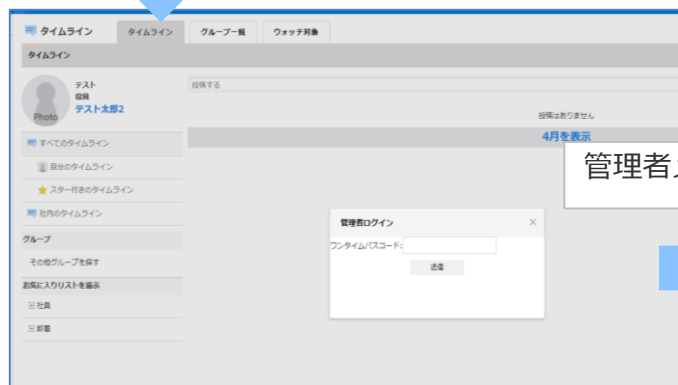 タイムライン
タイムライン
グループ一覧
ウォッチ対象
タイムライン
テスト
役員
テスト太郎2
Photo
投稿する
投稿はありません
4月を表示
すべてのタイムライン
自分のタイムライン
スター付きのタイムライン
社内のタイムライン
グループ
その他グループを探す
お気に入りリストを選ぶ
社員
部署
管理者
管理者ログイン
ワンタイムパスコード:
送信